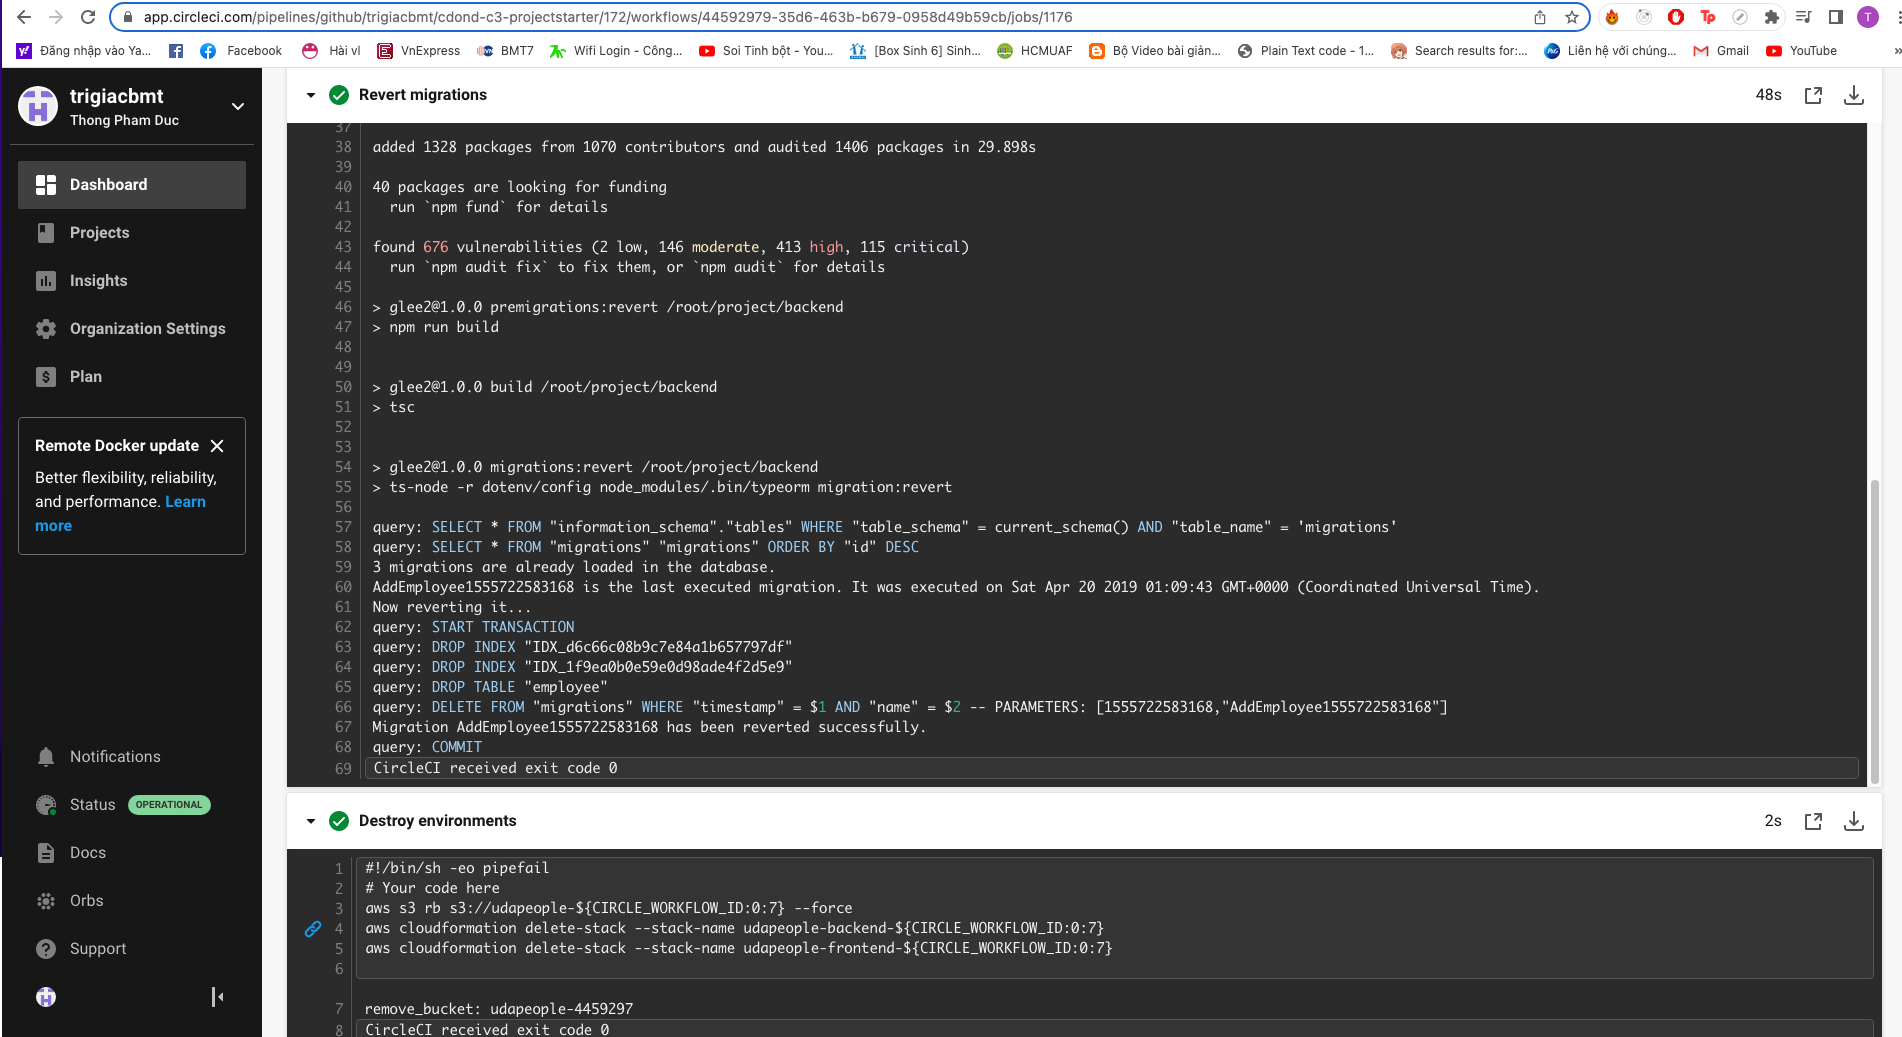 app.circleci.com/pipelines/github/trigiacbmt/cdond-c3-projectstarter/172/workflows/44592979-35d6-463b-b679-0958d49b59cb/jobs/1176
Tp
T
Đăng nhập vào Ya...
Facebook
Hài vl
VnExpress
BMT7
Wifi Login - Công...
Soi Tình bột - You...
[Box Sinh 6] Sinh...
HCMUAF
Bộ Video bài giản...
Plain Text code - 1...
Search results for:...
Liên hệ với chúng...
Gmail
YouTube
»
trigiacbmt
Thong Pham Duc
Dashboard
Projects
Insights
Organization Settings
Plan
Remote Docker update
Better flexibility, reliability,
and performance. Learn
more
Notifications
Status OPERATIONAL
Docs
Orbs
Support
Revert migrations 48s
37
38 added 1328 packages from 1070 contributors and audited 1406 packages in 29.898s
39
40 40 packages are looking for funding
41 run `npm fund` for details
42
43 found 676 vulnerabilities (2 low, 146 moderate, 413 high, 115 critical)
44 run `npm audit fix` to fix them, or `npm audit` for details
45
46 > glee2@1.0.0 premigrations:revert /root/project/backend
47 > npm run build
48
49
50 > glee2@1.0.0 build /root/project/backend
51 > tsc
52
53
54 > glee2@1.0.0 migrations:revert /root/project/backend
55 > ts-node -r dotenv/config node_modules/.bin/typeorm migration:revert
56
57 query: SELECT * FROM "information_schema"."tables" WHERE "table_schema" = current_schema() AND "table_name" = 'migrations'
58 query: SELECT * FROM "migrations" "migrations" ORDER BY "id" DESC
59 3 migrations are already loaded in the database.
60 AddEmployee1555722583168 is the last executed migration. It was executed on Sat Apr 20 2019 01:09:43 GMT+0000 (Coordinated Universal Time).
61 Now reverting it...
62 query: START TRANSACTION
63 query: DROP INDEX "IDX_d6c66c08b9c7e84a1b657797df"
64 query: DROP INDEX "IDX_1f9ea0b0e59e0d98ade4f2d5e9"
65 query: DROP TABLE "employee"
66 query: DELETE FROM "migrations" WHERE "timestamp" = $1 AND "name" = $2 -- PARAMETERS: [1555722583168,"AddEmployee1555722583168"]
67 Migration AddEmployee1555722583168 has been reverted successfully.
68 query: COMMIT
69 CircleCI received exit code 0
Destroy environments 2s
1 #!/bin/sh -eo pipefail
2 # Your code here
3 aws s3 rb s3://udapeople-${CIRCLE_WORKFLOW_ID:0:7} --force
4 aws cloudformation delete-stack --stack-name udapeople-backend-${CIRCLE_WORKFLOW_ID:0:7}
5 aws cloudformation delete-stack --stack-name udapeople-frontend-${CIRCLE_WORKFLOW_ID:0:7}
6
7 remove_bucket: udapeople-4459297
8 CircleCI received exit code 0